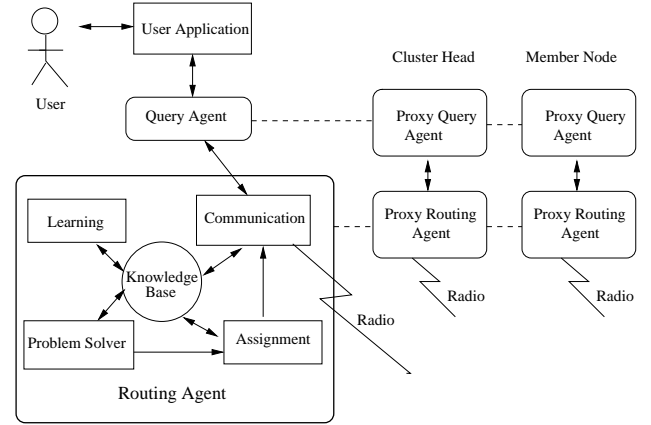 User Application
User
Cluster Head
Member Node
Query Agent
Proxy Query
Agent
Proxy Query
Agent
Learning
Communication
Proxy Routing
Agent
Proxy Routing
Agent
Knowledge
Base
Radio
Radio
Radio
Problem Solver
Assignment
Routing Agent